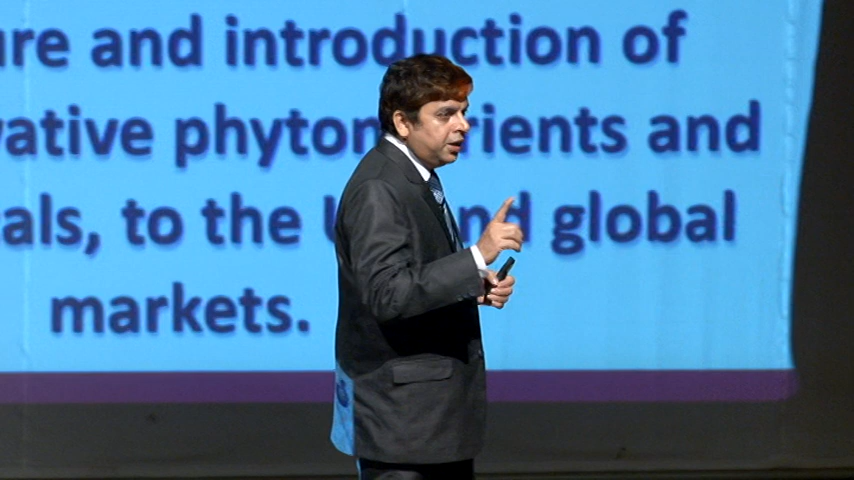 ure and introduction of
vative phyton rients and
als, to the nd global
markets.